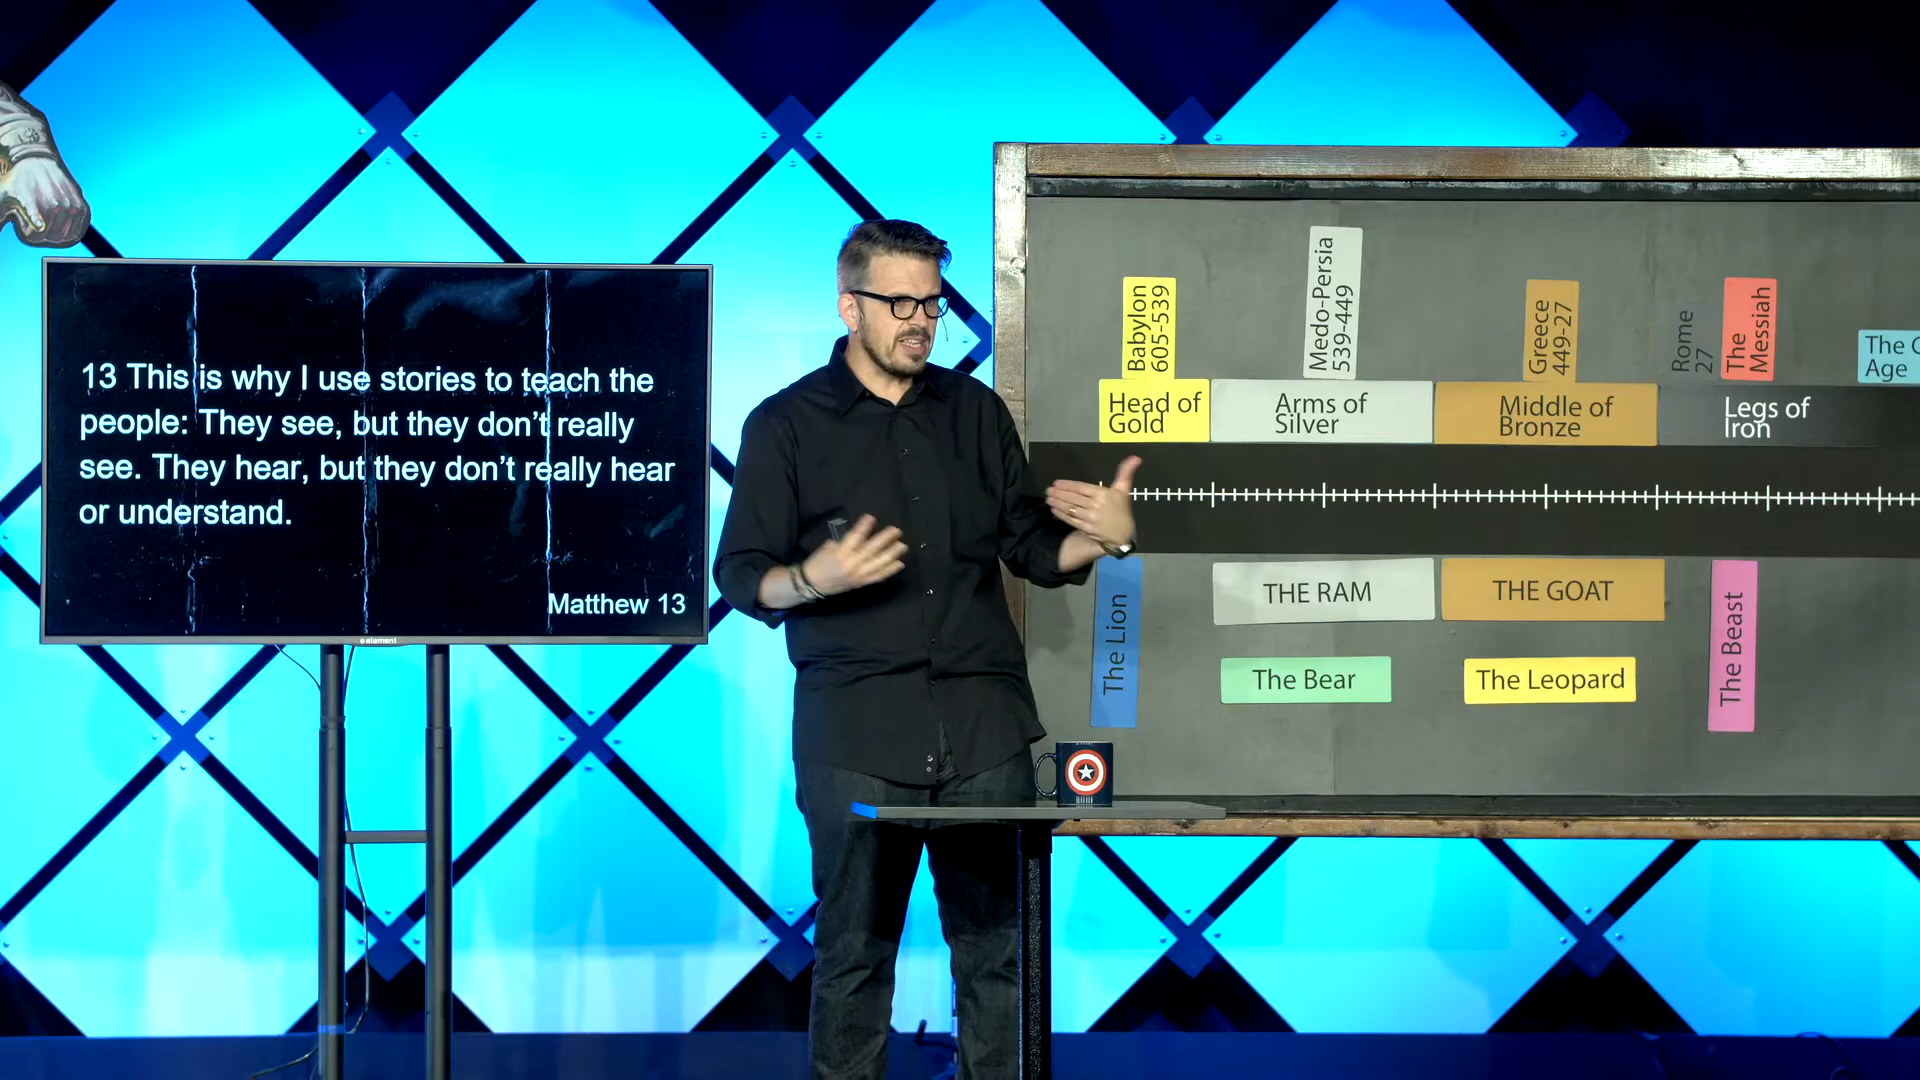 13 This is why I use stories to teach the
people: They see, but they don't really
see. They hear, but they don't really hear
or understand.
Matthew 13
element
Babylon
605-539
Medo-Persia
539-449
Greece
449-27
Rome
27
The
Messiah
The
Age
Head of
Gold
Arms of
Silver
Middle of
Bronze
Legs of
Iron
The Lion
THE RAM
THE GOAT
The Bear
The Leopard
The Beast